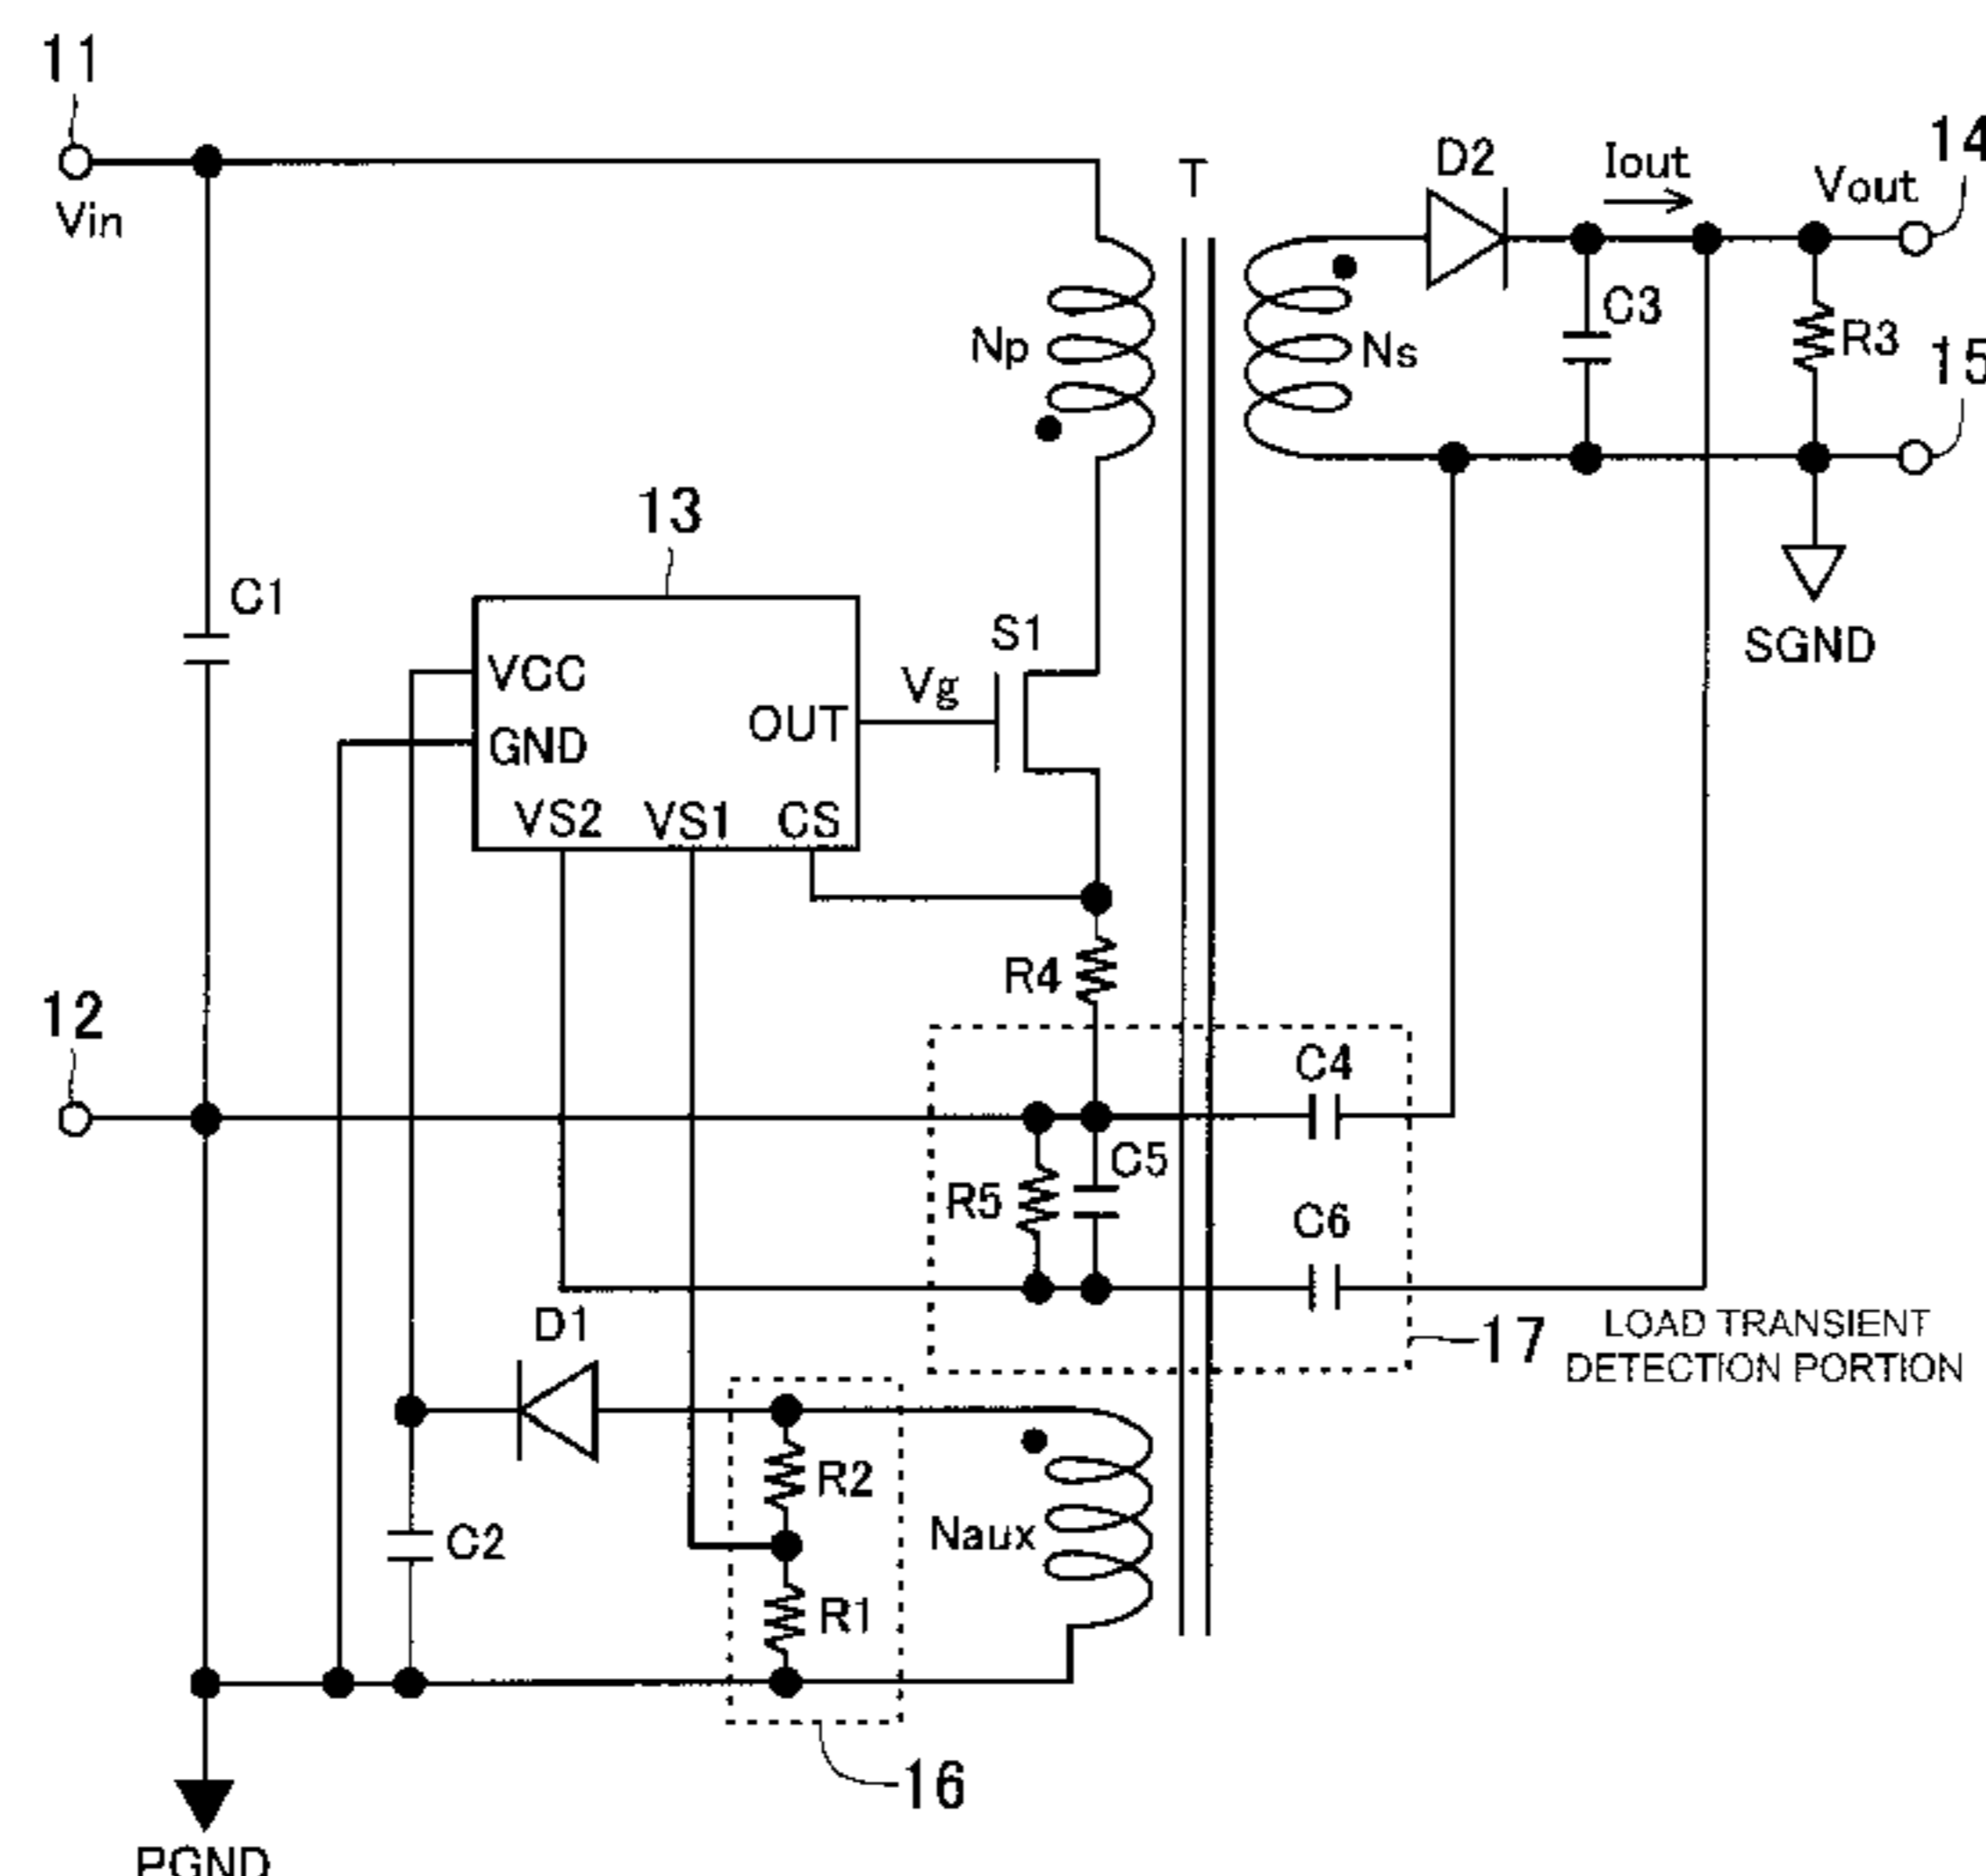 11
Vin
T
D2
Iout
Vout
14
C3
R3
15
Np
Ns
SGND
13
C1
VCC
GND
OUT
VS2
VS1
CS
Vg
S1
R4
12
C4
C5
R5
C6
17
LOAD TRANSIENT
DETECTION PORTION
D1
R2
C2
Naux
R1
16
PGND